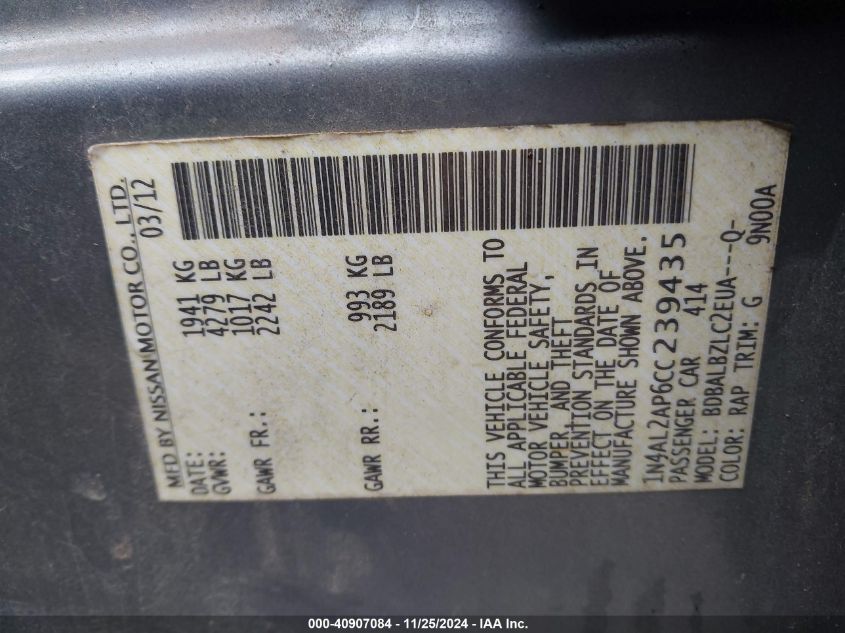 MFD BY NISSAN MOTOR CO., LTD.
DATE: 03/12
GVWR: 1941 KG
4279 LB
GAWR FR.: 1017 KG
2242 LB
GAWR RR.: 993 KG
2189 LB
THIS VEHICLE CONFORMS TO
ALL APPLICABLE FEDERAL
MOTOR VEHICLE SAFETY,
BUMPER, AND THEFT
PREVENTION STANDARDS IN
EFFECT ON THE DATE OF
MANUFACTURE SHOWN ABOVE.
1N4AL2AP6CC239435
PASSENGER CAR 414
MODEL: BDBALBZLC2EUA---Q-
COLOR: RAP TRIM: G 9N00A
000-40907084 - 11/25/2024 - IAA Inc.